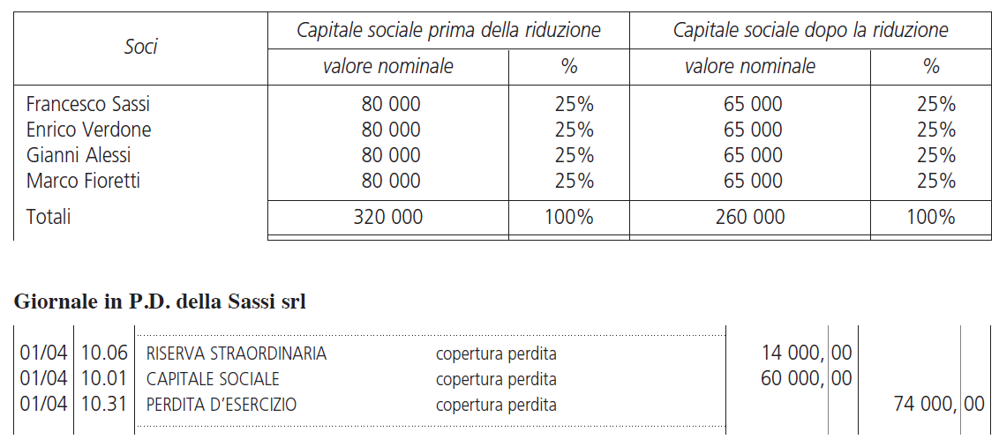 Soci Capitale sociale prima della riduzione Capitale sociale dopo la riduzione
valore nominale % valore nominale %
Francesco Sassi 80 000 25% 65 000 25%
Enrico Verdone 80 000 25% 65 000 25%
Gianni Alessi 80 000 25% 65 000 25%
Marco Fioretti 80 000 25% 65 000 25%
Totali 320 000 100% 260 000 100%
Giornale in P.D. della Sassi srl
01/04 10.06 RISERVA STRAORDINARIA copertura perdita 14 000, 00
01/04 10.01 CAPITALE SOCIALE copertura perdita 60 000, 00
01/04 10.31 PERDITA D'ESERCIZIO copertura perdita 74 000, 00